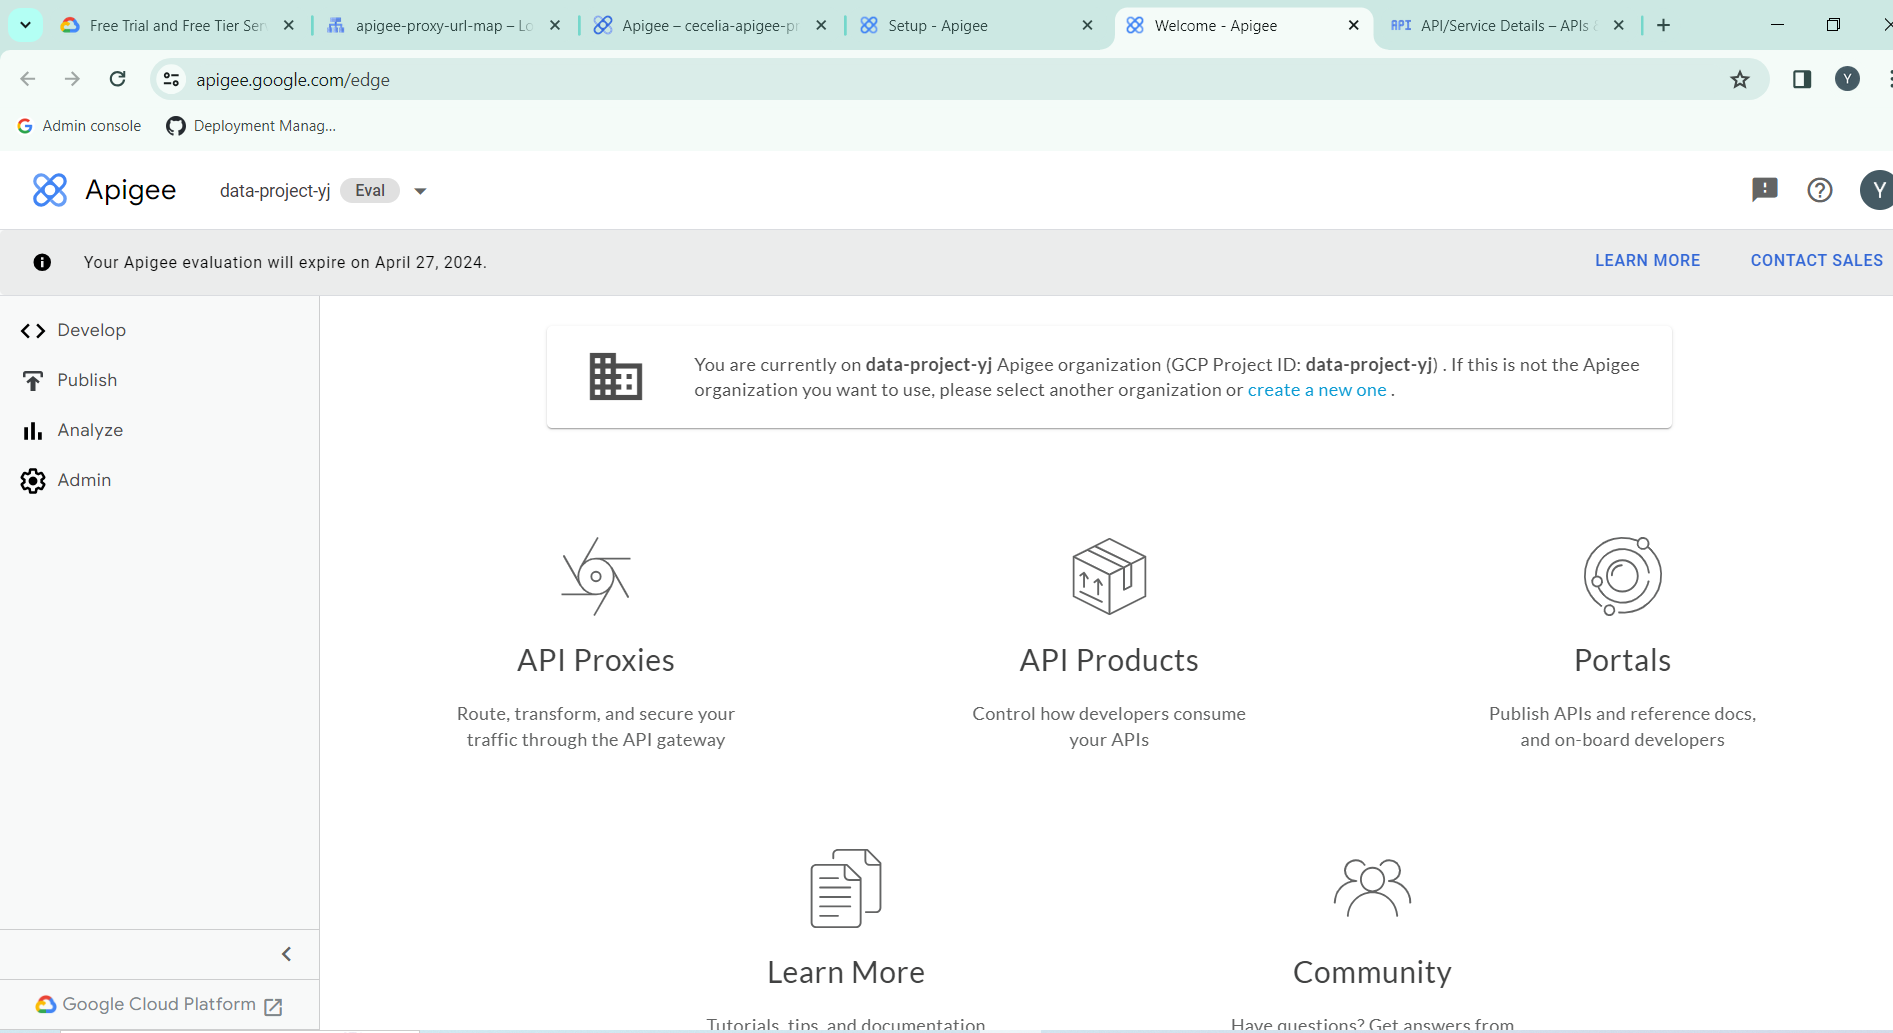 Free Trial and Free Tier Ser
apigee-proxy-url-map – Lo
Apigee – cecelia-apigee-pr
Setup - Apigee
Welcome - Apigee
API API/Service Details – APIs &
apigee.google.com/edge
Y
Admin console
Deployment Manag...
Apigee
data-project-yj
Eval
Y
Your Apigee evaluation will expire on April 27, 2024.
LEARN MORE
CONTACT SALES
Develop
Publish
Analyze
Admin
You are currently on data-project-yj Apigee organization (GCP Project ID: data-project-yj) . If this is not the Apigee
organization you want to use, please select another organization or create a new one .
API Proxies
Route, transform, and secure your
traffic through the API gateway
API Products
Control how developers consume
your APIs
Portals
Publish APIs and reference docs,
and on-board developers
Learn More
Tutorials, tips, and documentation
Community
Have questions? Get answers from
Google Cloud Platform